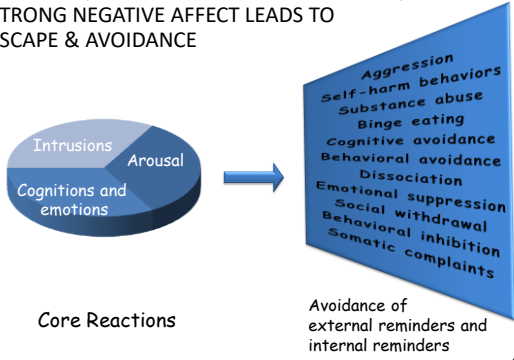 TRONG NEGATIVE AFFECT LEADS TO
SCAPE & AVOIDANCE
Intrusions
Arousal
Cognitions and
emotions
Aggression
Self-harm behaviors
Substance abuse
Binge eating
Cognitive avoidance
Behavioral avoidance
Dissociation
Emotional suppression
Social withdrawal
Behavioral inhibition
Somatic complaints
Core Reactions
Avoidance of
external reminders and
internal reminders